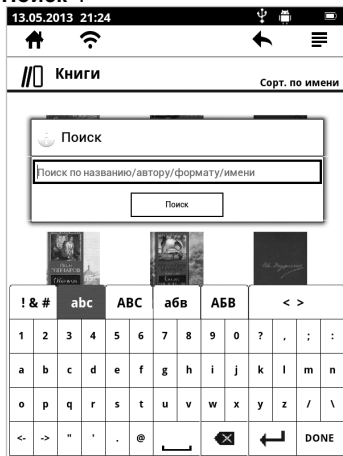 Поиск
13.05.2013 21:24
Книги
Сорт. по имени
Поиск
Поиск по названию/автору/формату/имени
Поиск
ГОНЧАРОВ
! & # abc ABC абв АБВ < >
1 2 3 4 5 6 7 8 9 0 ? , ; :
a b c d e f g h i j k l m n
o p q r s t u v w x y z / \
<- -> " ' . @ DONE